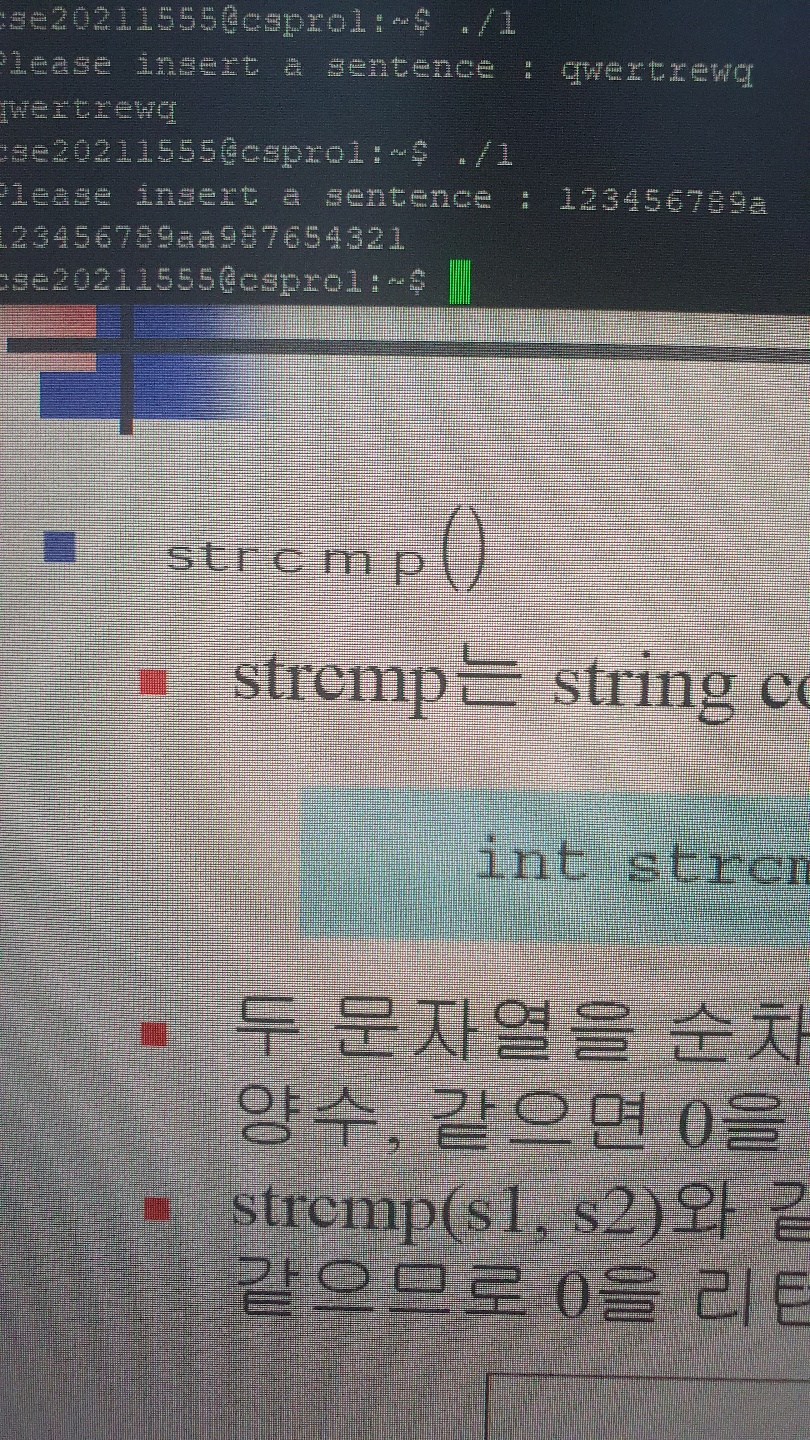 cse20211555@csprol:~$ ./1
Please insert a sentence : qwertrewq
qwertrewq
cse20211555@csprol:~$ ./1
Please insert a sentence : 123456789a
123456789aa987654321
cse20211555@csprol:~$
strcmp()
strcmp는 string co
int strcm
두 문자열을 순차
양수, 같으면 0을
strcmp(s1, s2)와 같
같으므로 0을 리턴